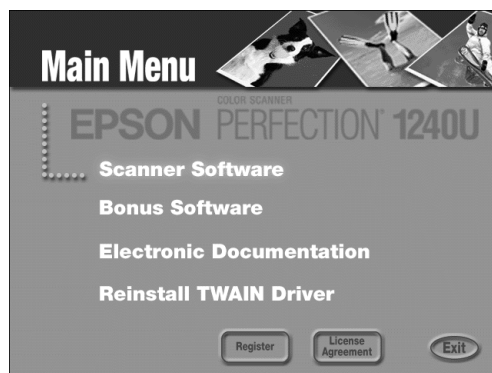 Main Menu
COLOR SCANNER
EPSON PERFECTION® 1240U
Scanner Software
Bonus Software
Electronic Documentation
Reinstall TWAIN Driver
Register
License
Agreement
Exit